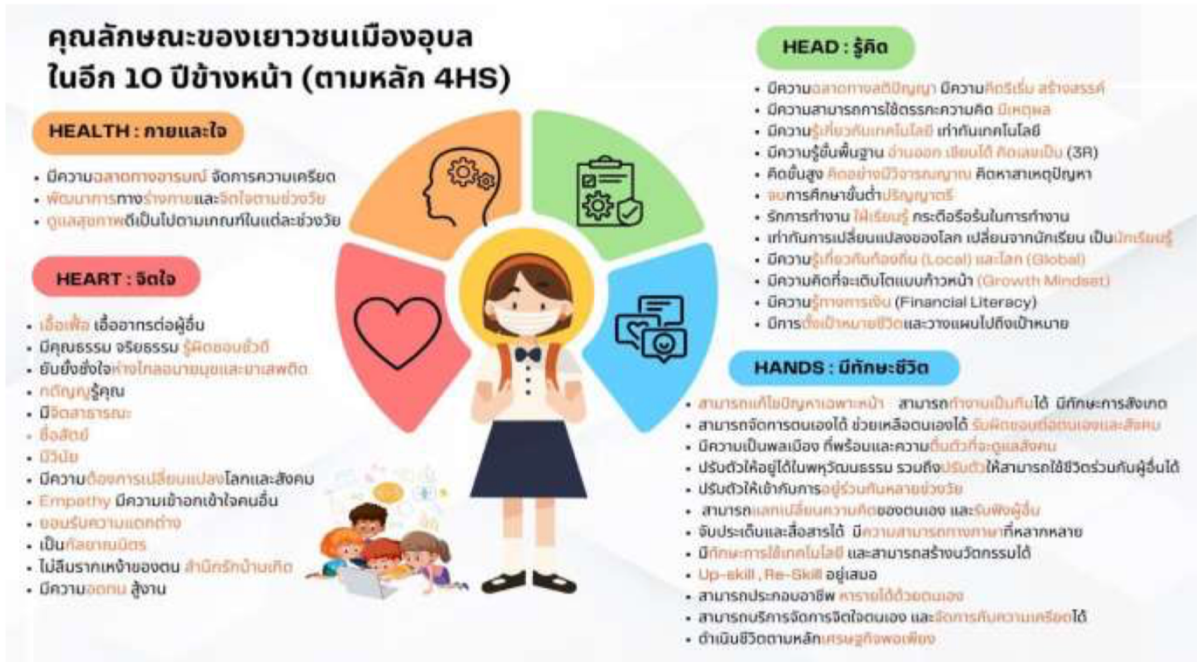 คุณลักษณะของเยาวชนเมืองอุบล
ในอีก 10 ปีข้างหน้า (ตามหลัก 4HS)
HEALTH : กายและใจ
• มีความฉลาดทางอารมณ์ จัดการความเครียด
• พัฒนาการทางร่างกายและจิตใจตามช่วงวัย
• ดูแลสุขภาพดีเป็นไปตามเกณฑ์ในแต่ละช่วงวัย
HEART : จิตใจ
• เอื้อเฟื้อ เอื้ออาทรต่อผู้อื่น
• มีคุณธรรม จริยธรรม รู้ผิดชอบชั่วดี
• ยับยั้งชั่งใจห่างไกลอบายมุขและยาเสพติด
• กตัญญูรู้คุณ
• มีจิตสาธารณะ
• ซื่อสัตย์
• มีวินัย
• มีความต้องการเปลี่ยนแปลงโลกและสังคม
• Empathy มีความเข้าอกเข้าใจคนอื่น
• ยอมรับความแตกต่าง
• เป็นกัลยาณมิตร
• ไม่ลืมรากเหง้าของตน สำนึกรักบ้านเกิด
• มีความอดทน สู้งาน
HEAD : รู้คิด
• มีความฉลาดทางสติปัญญา มีความคิดริเริ่ม สร้างสรรค์
• มีความสามารถการใช้ตรรกะความคิด มีเหตุผล
• มีความรู้เกี่ยวกับเทคโนโลยี เท่าทันเทคโนโลยี
• มีความรู้ขั้นพื้นฐาน อ่านออก เขียนได้ คิดเลขเป็น (3R)
• คิดขั้นสูง คิดอย่างมีวิจารณญาณ คิดหาสาเหตุปัญหา
• จบการศึกษาขั้นต่ำปริญญาตรี
• รักการทำงาน ใฝ่เรียนรู้ กระตือรือร้นในการทำงาน
• เท่าทันการเปลี่ยนแปลงของโลก เปลี่ยนจากนักเรียน เป็นนักเรียนรู้
• มีความรู้เกี่ยวกับท้องถิ่น (Local) และโลก (Global)
• มีความคิดที่จะเติบโตแบบก้าวหน้า (Growth Mindset)
• มีความรู้ทางการเงิน (Financial Literacy)
• มีการตั้งเป้าหมายชีวิตและวางแผนไปถึงเป้าหมาย
HANDS : มีทักษะชีวิต
• สามารถแก้ไขปัญหาเฉพาะหน้า สามารถทำงานเป็นทีมได้ มีทักษะการสังเกต
• สามารถจัดการตนเองได้ ช่วยเหลือตนเองได้ รับผิดชอบต่อตนเองและสังคม
• มีความเป็นพลเมือง ที่พร้อมและความตื่นตัวที่จะดูแลสังคม
• ปรับตัวให้อยู่ได้ในพหุวัฒนธรรม รวมถึงปรับตัวให้สามารถใช้ชีวิตร่วมกับผู้อื่นได้
• ปรับตัวให้เข้ากับการอยู่ร่วมกันหลายช่วงวัย
• สามารถแลกเปลี่ยนความคิดของตนเอง และรับฟังผู้อื่น
• จับประเด็นและสื่อสารได้ มีความสามารถทางภาษาที่หลากหลาย
• มีทักษะการใช้เทคโนโลยี และสามารถสร้างนวัตกรรมได้
• Up-skill , Re-Skill อยู่เสมอ
• สามารถประกอบอาชีพ หารายได้ด้วยตนเอง
• สามารถบริการจัดการจิตใจตนเอง และจัดการกับความเครียดได้
• ดำเนินชีวิตตามหลักเศรษฐกิจพอเพียง